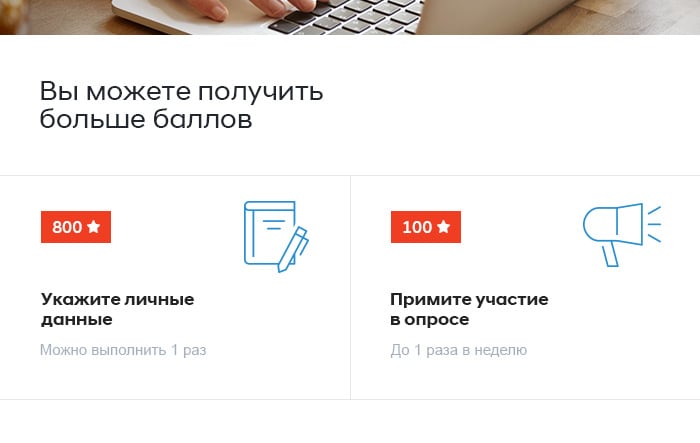 Вы можете получить
больше баллов
800
100
Укажите личные
данные
Примите участие
в опросе
Можно выполнить 1 раз
До 1 раза в неделю